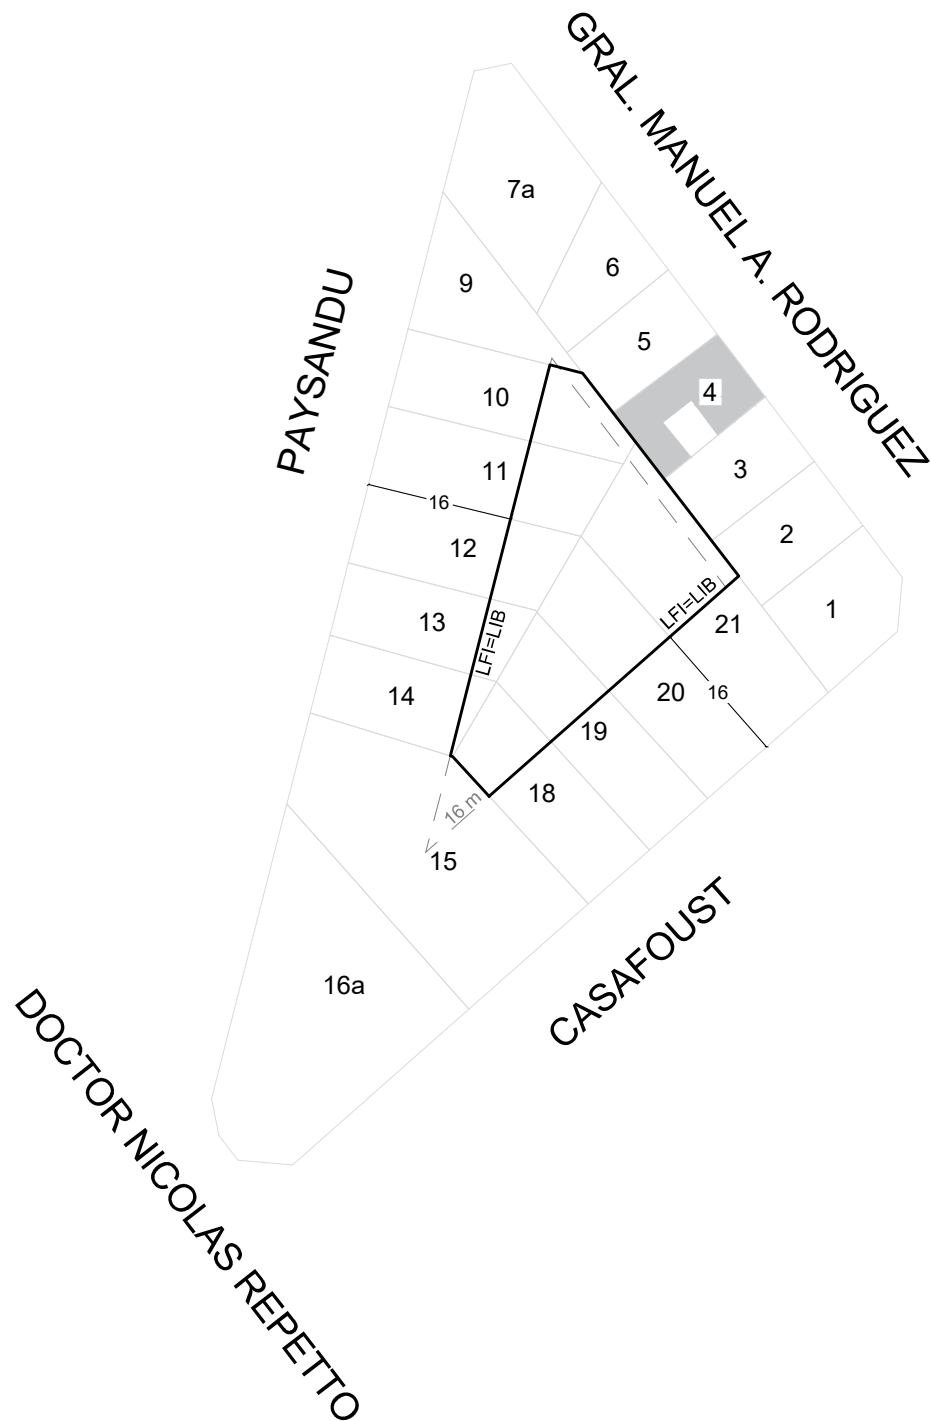 GRAL. MANUEL A. RODRIGUEZ
7a
6
9
PAYSANDU
5
4
10
3
11
16
2
12
LFI=LIB
1
13
21
LFI=LIB
14
20
16
19
18
16 m
15
CASAFOUST
16a
DOCTOR NICOLAS REPETTO